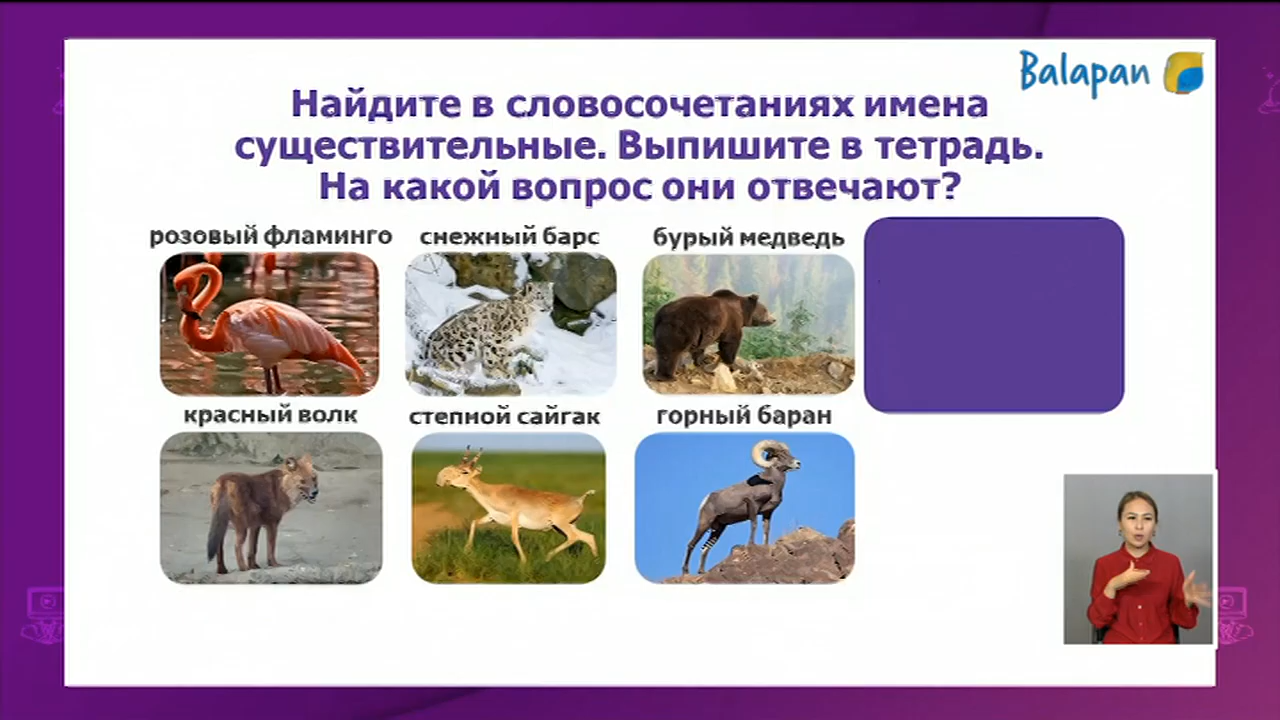 Balapan
Найдите в словосочетаниях имена
существительные. Выпишите в тетрадь.
На какой вопрос они отвечают?
розовый фламинго
снежный барс
бурый медведь
красный волк
степной сайгак
горный баран